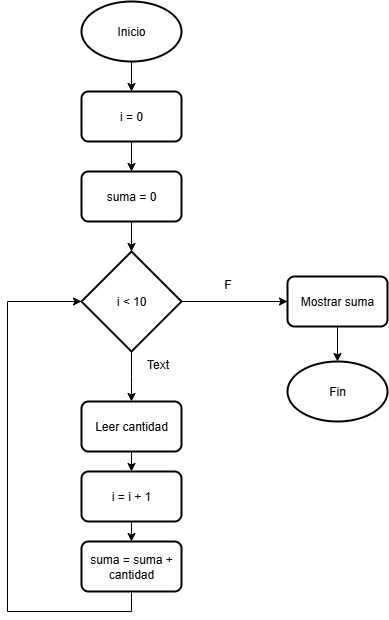 Inicio
i = 0
suma = 0
i < 10
F
Mostrar suma
Text
Fin
Leer cantidad
i = i + 1
suma = suma +
cantidad